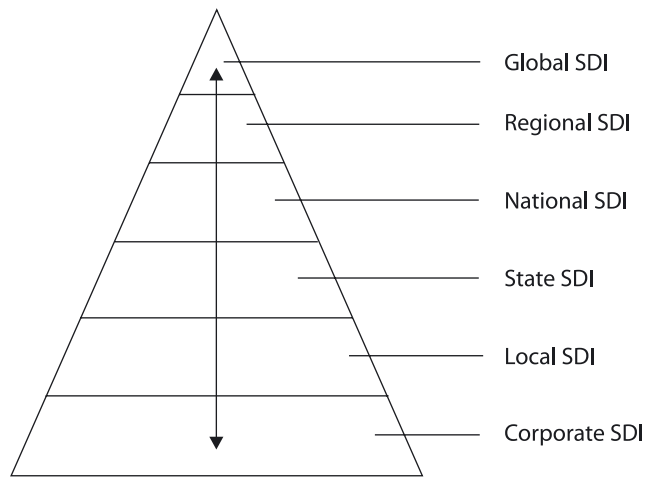 Global SDI
Regional SDI
National SDI
State SDI
Local SDI
Corporate SDI